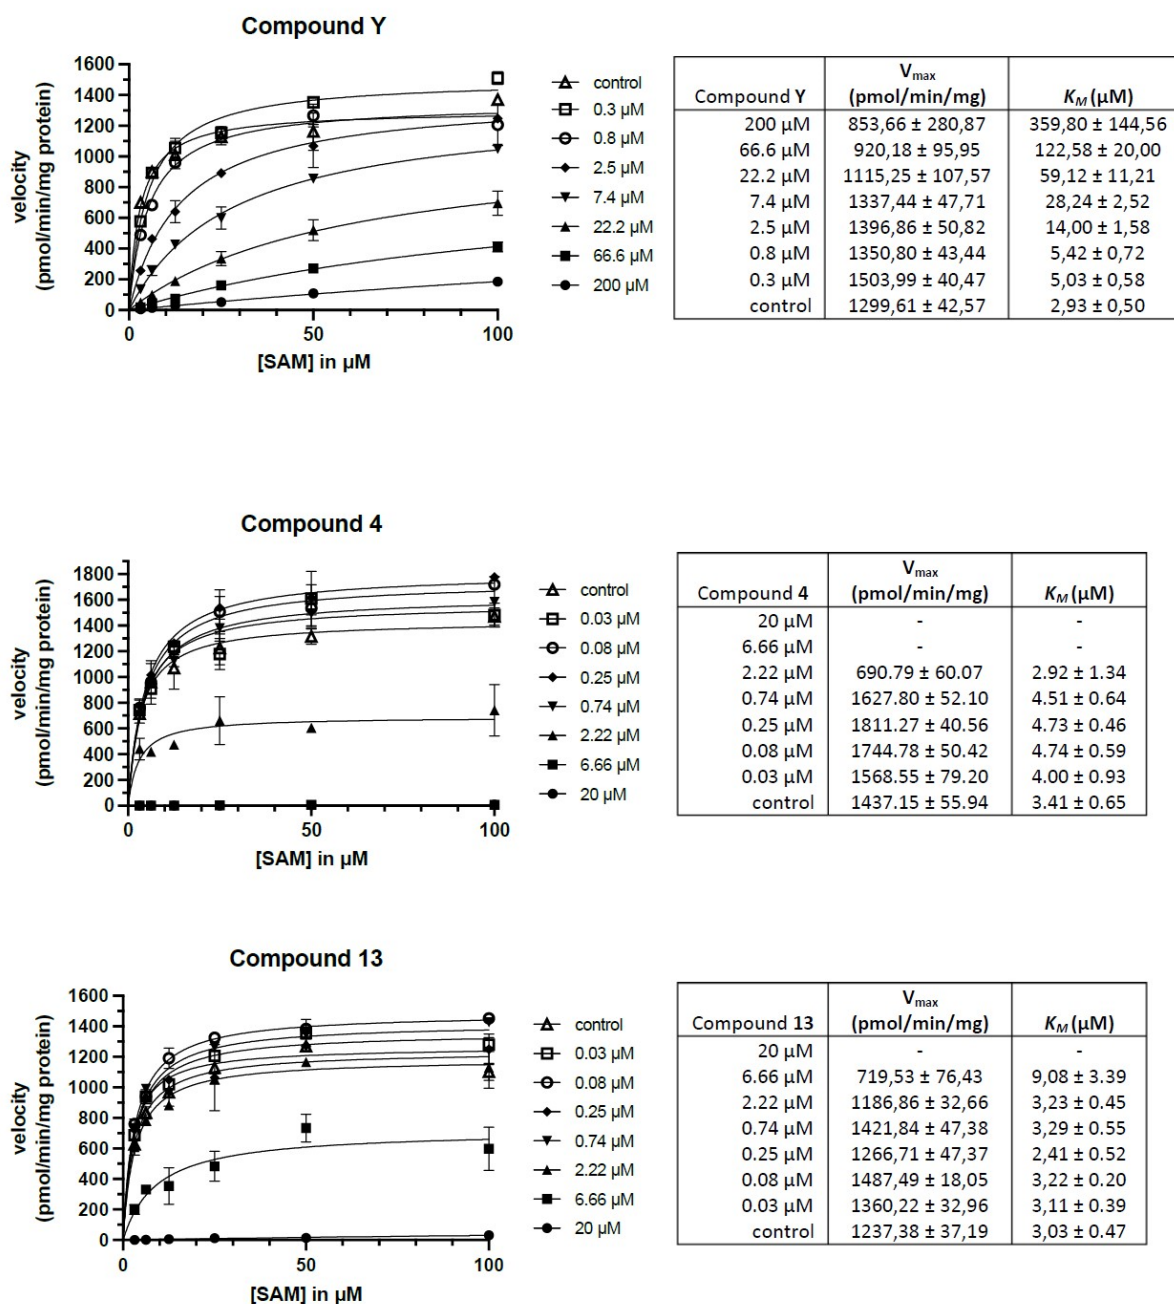 Compound Y
1600
1400
1200
1000
800
600
400
200
0
0 50 100
velocity
(pmol/min/mg protein)
[SAM] in µM
control
0.3 µM
0.8 µM
2.5 µM
7.4 µM
22.2 µM
66.6 µM
200 µM
Compound Y Vmax (pmol/min/mg) KM (µM)
200 µM 853,66 ± 280,87 359,80 ± 144,56
66.6 µM 920,18 ± 95,95 122,58 ± 20,00
22.2 µM 1115,25 ± 107,57 59,12 ± 11,21
7.4 µM 1337,44 ± 47,71 28,24 ± 2,52
2.5 µM 1396,86 ± 50,82 14,00 ± 1,58
0.8 µM 1350,80 ± 43,44 5,42 ± 0,72
0.3 µM 1503,99 ± 40,47 5,03 ± 0,58
control 1299,61 ± 42,57 2,93 ± 0,50
Compound 4
1800
1600
1400
1200
1000
800
600
400
200
0
0 50 100
velocity
(pmol/min/mg protein)
[SAM] in µM
control
0.03 µM
0.08 µM
0.25 µM
0.74 µM
2.22 µM
6.66 µM
20 µM
Compound 4 Vmax (pmol/min/mg) KM (µM)
20 µM - -
6.66 µM - -
2.22 µM 690.79 ± 60.07 2.92 ± 1.34
0.74 µM 1627.80 ± 52.10 4.51 ± 0.64
0.25 µM 1811.27 ± 40.56 4.73 ± 0.46
0.08 µM 1744.78 ± 50.42 4.74 ± 0.59
0.03 µM 1568.55 ± 79.20 4.00 ± 0.93
control 1437.15 ± 55.94 3.41 ± 0.65
Compound 13
1600
1400
1200
1000
800
600
400
200
0
0 50 100
velocity
(pmol/min/mg protein)
[SAM] in µM
control
0.03 µM
0.08 µM
0.25 µM
0.74 µM
2.22 µM
6.66 µM
20 µM
Compound 13 Vmax (pmol/min/mg) KM (µM)
20 µM - -
6.66 µM 719,53 ± 76,43 9,08 ± 3.39
2.22 µM 1186,86 ± 32,66 3,23 ± 0.45
0.74 µM 1421,84 ± 47,38 3,29 ± 0.55
0.25 µM 1266,71 ± 47,37 2,41 ± 0.52
0.08 µM 1487,49 ± 18,05 3,22 ± 0.20
0.03 µM 1360,22 ± 32,96 3,11 ± 0.39
control 1237,38 ± 37,19 3,03 ± 0.47